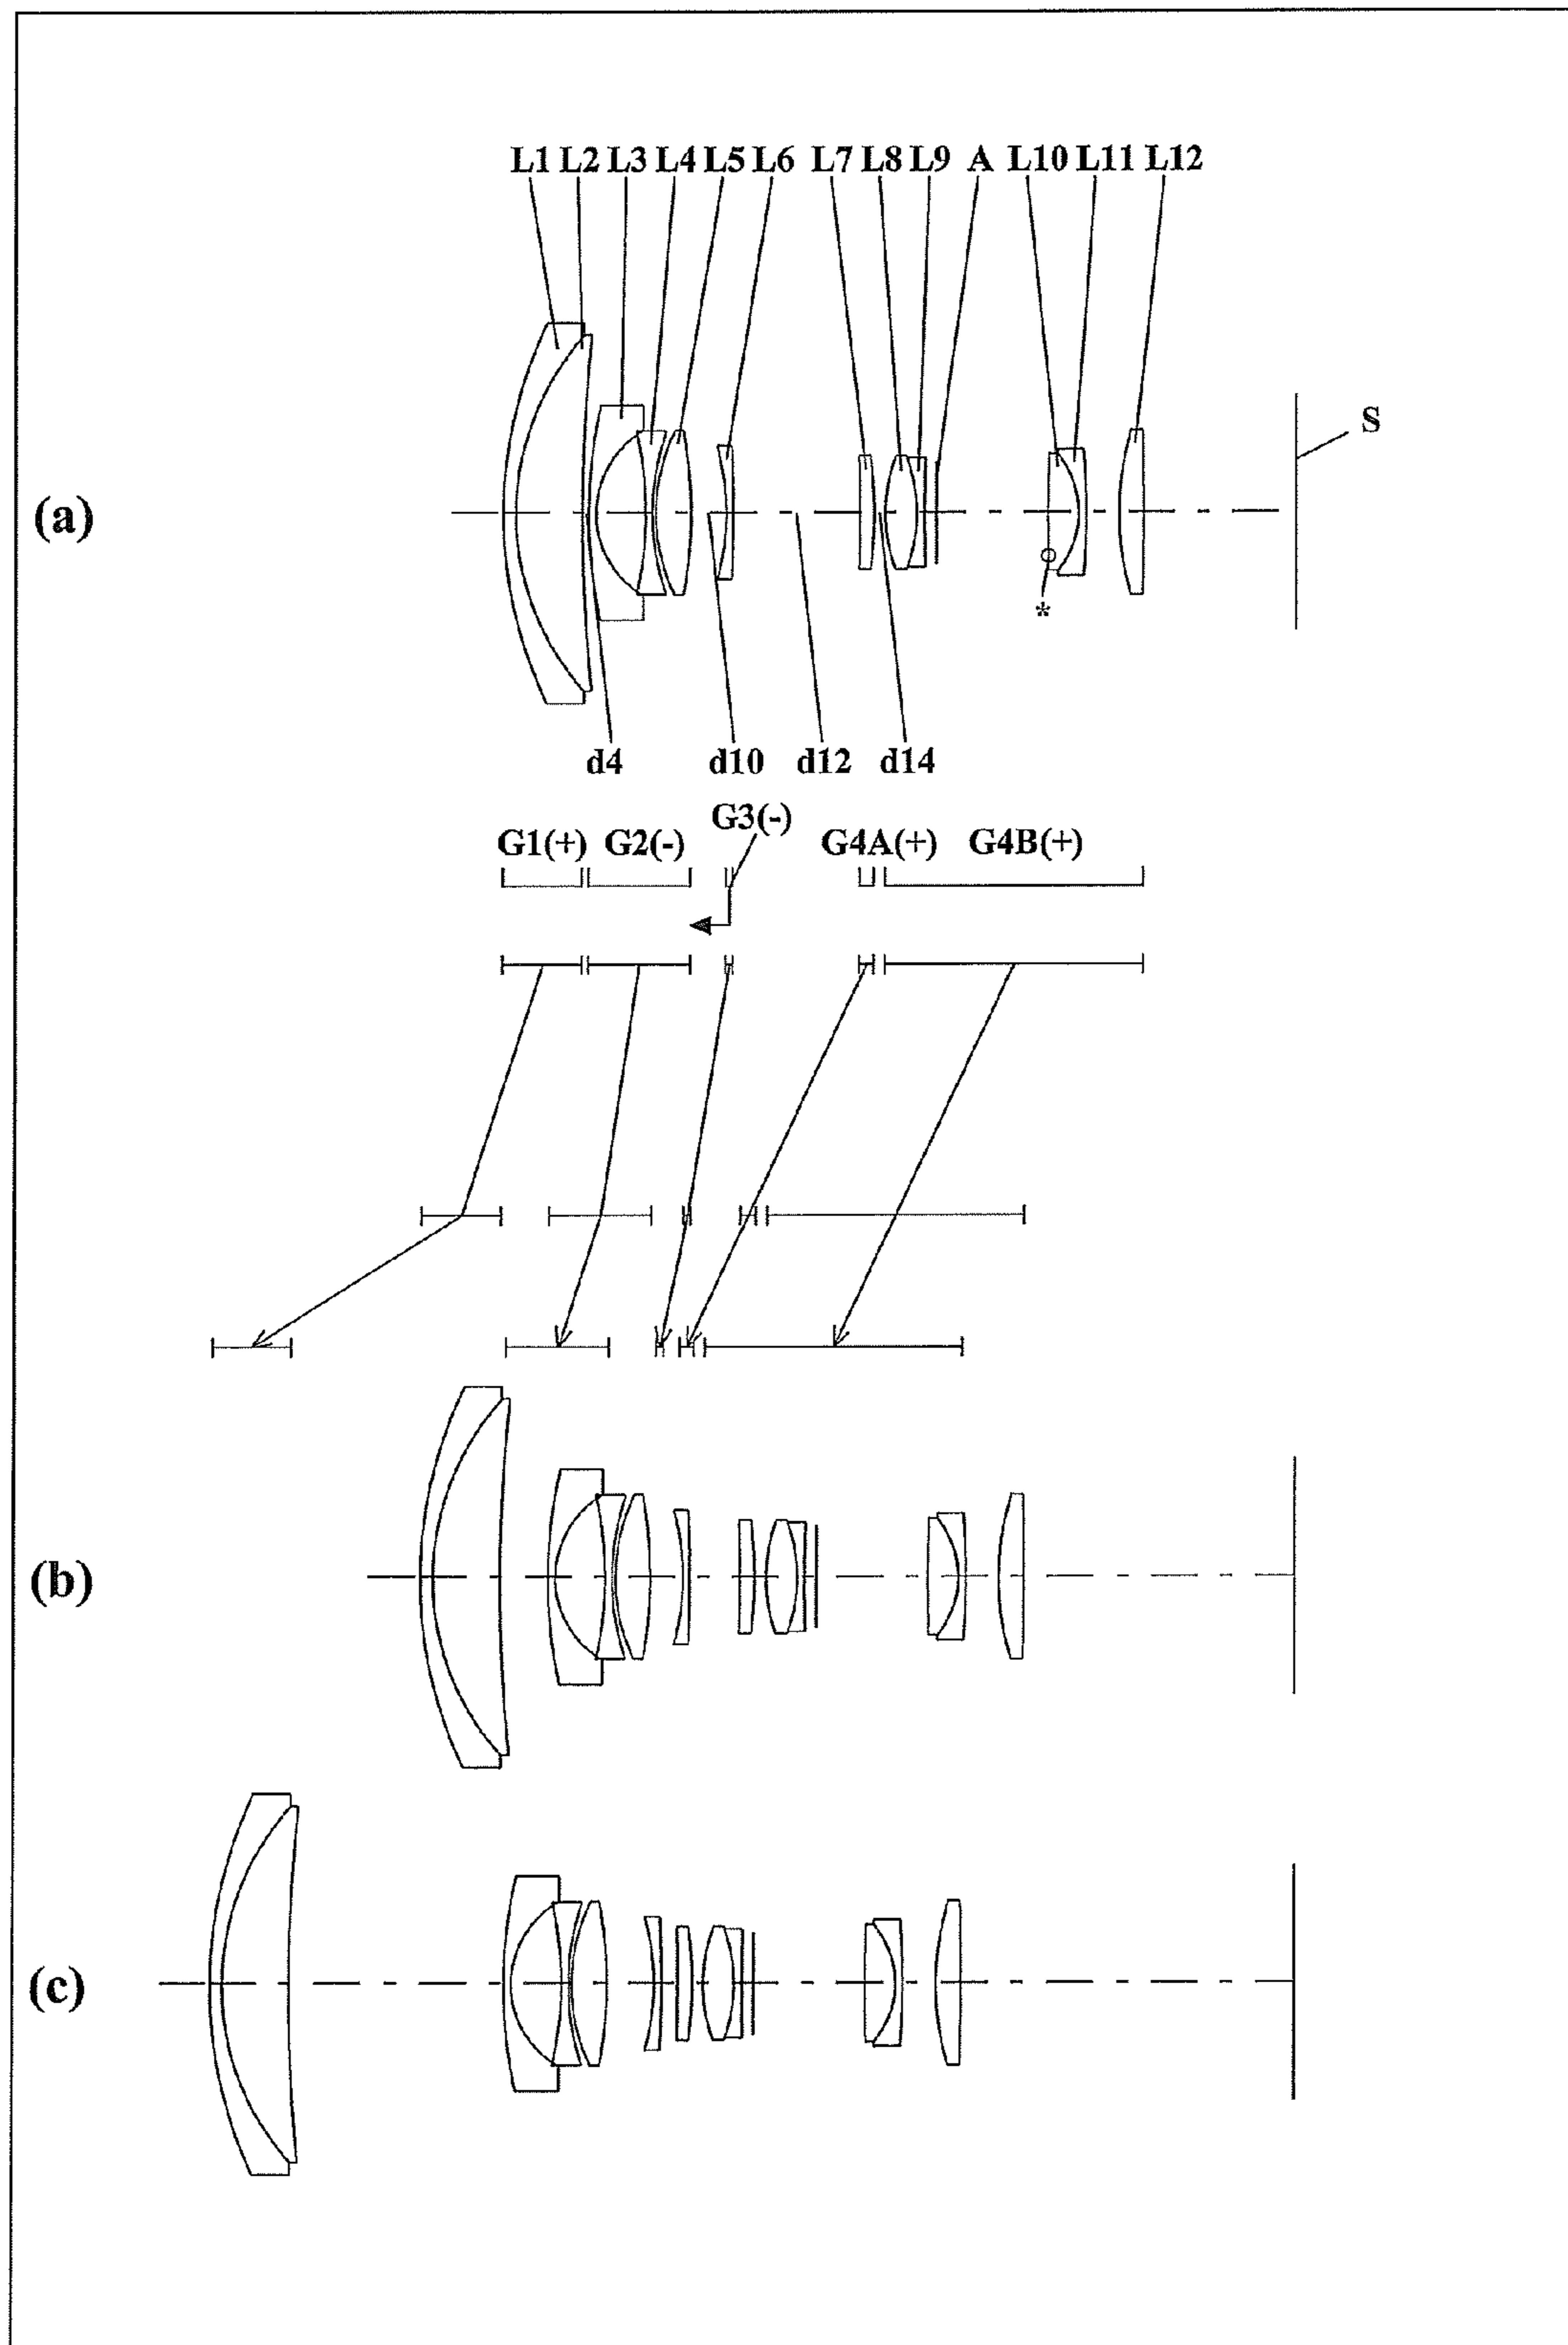 L1 L2 L3 L4 L5 L6 L7 L8 L9 A L10 L11 L12
S
(a)
*
d4 d10 d12 d14
G3(-)
G1(+) G2(-) G4A(+) G4B(+)
(b)
(c)